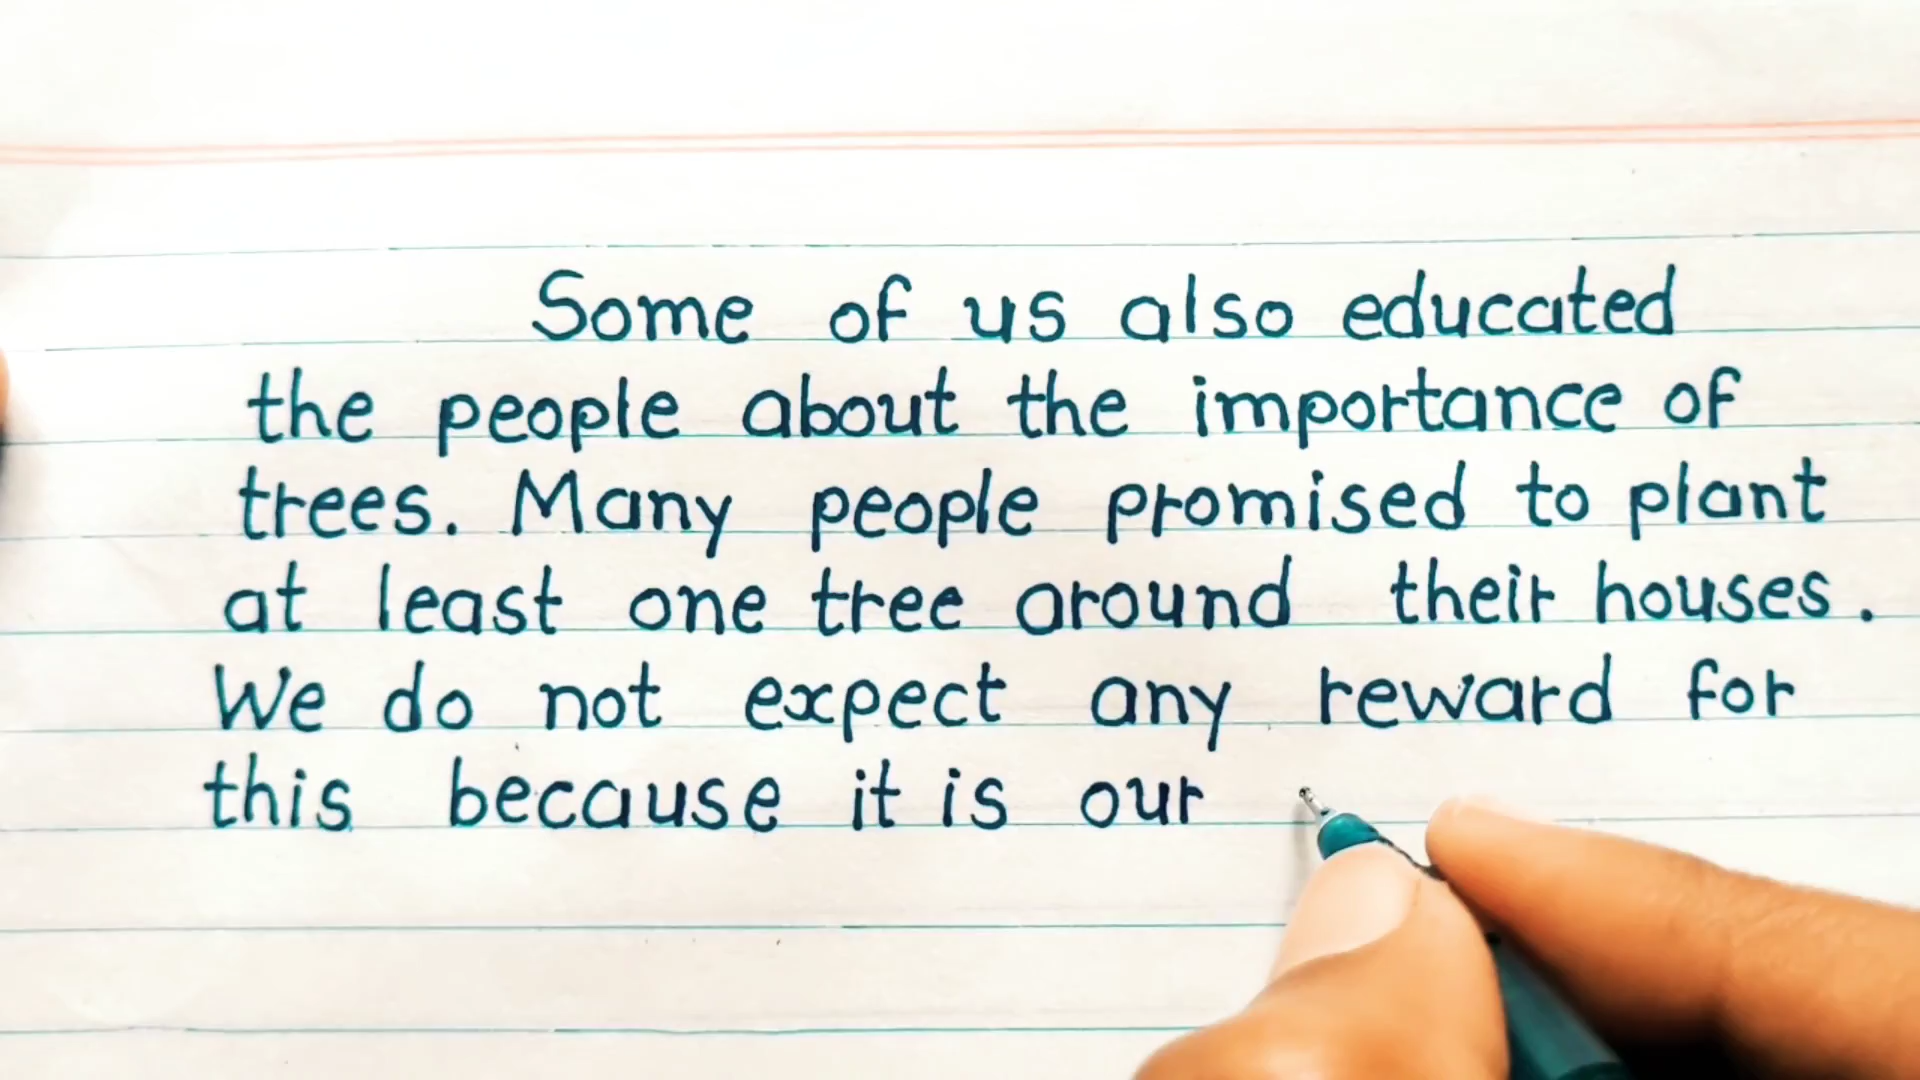 Some of us also educated
the people about the importance of
trees. Many people promised to plant
at least one tree around their houses.
We do not expect any reward for
this because it is our